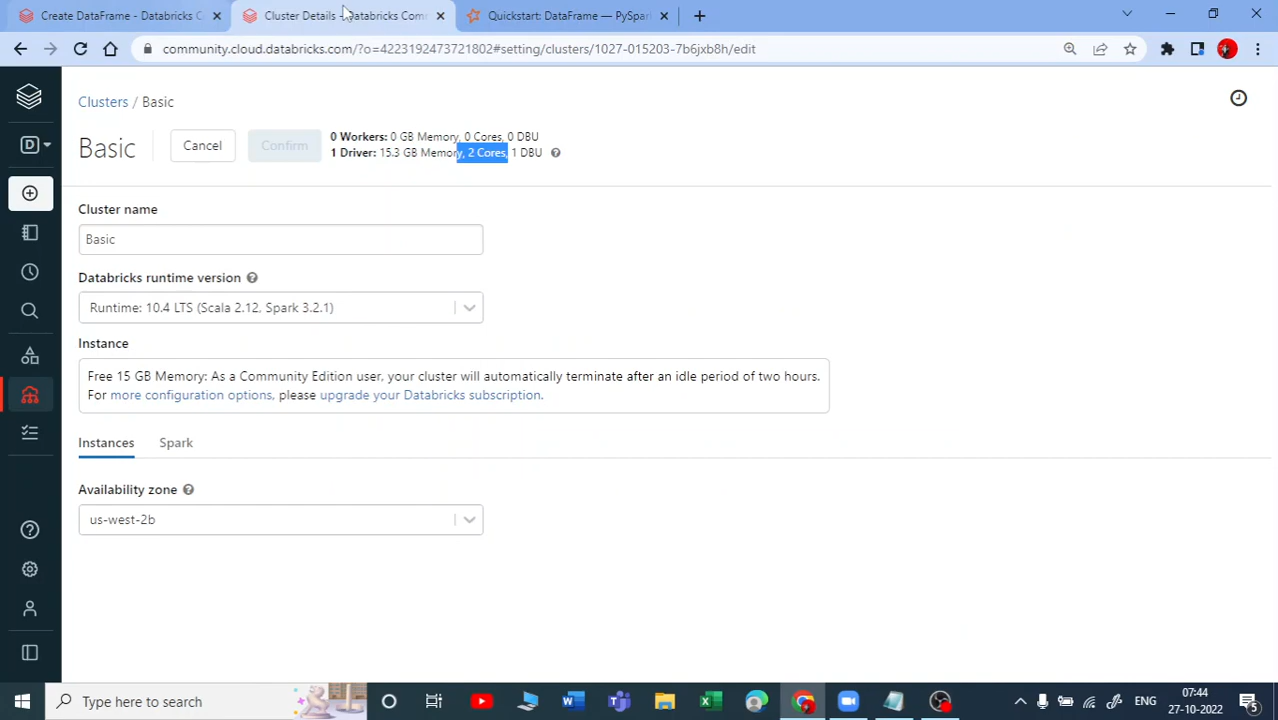 Create DataFrame - Databricks C
Cluster Details - Databricks Comm
Quickstart: DataFrame — PySpar
community.cloud.databricks.com/?o=4223192473721802#setting/clusters/1027-015203-7b6jxb8h/edit
Clusters / Basic
Basic
Cancel
Confirm
0 Workers: 0 GB Memory, 0 Cores, 0 DBU
1 Driver: 15.3 GB Memory, 2 Cores, 1 DBU
D
Cluster name
Basic
Databricks runtime version
Runtime: 10.4 LTS (Scala 2.12, Spark 3.2.1)
Instance
Free 15 GB Memory: As a Community Edition user, your cluster will automatically terminate after an idle period of two hours.
For more configuration options, please upgrade your Databricks subscription.
Instances
Spark
Availability zone
us-west-2b
Type here to search
ENG
07:44
27-10-2022
5